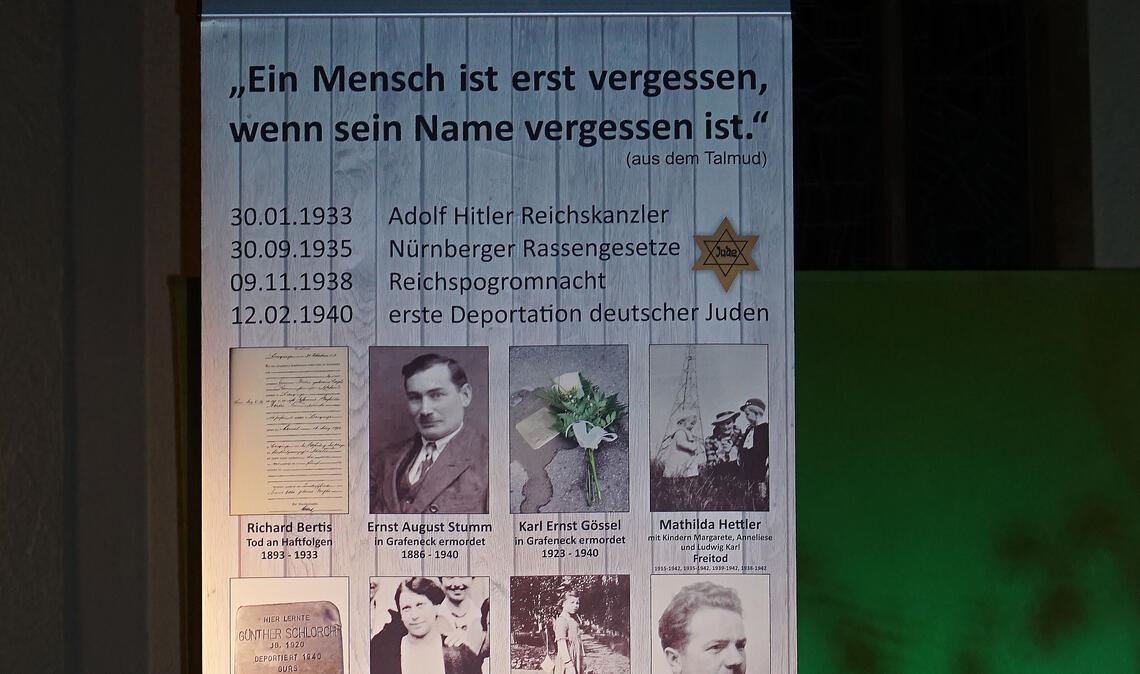 „Ein Mensch ist erst vergessen,
wenn sein Name vergessen ist.“
(aus dem Talmud)
30.01.1933 Adolf Hitler Reichskanzler
30.09.1935 Nürnberger Rassengesetze
Jude
09.11.1938 Reichspogromnacht
12.02.1940 erste Deportation deutscher Juden
Richard Bertis
Tod an Haftfolgen
1893 - 1933
Ernst August Stumm
in Grafeneck ermordet
1886 - 1940
Karl Ernst Gössel
in Grafeneck ermordet
1923 - 1940
Mathilda Hettler
mit Kindern Margarete, Anneliese
und Ludwig Karl
Freitod
HIER LERNTE
GÜNTHER SCHLORCH
JG. 1920
DEPORTIERT 1940
GURS